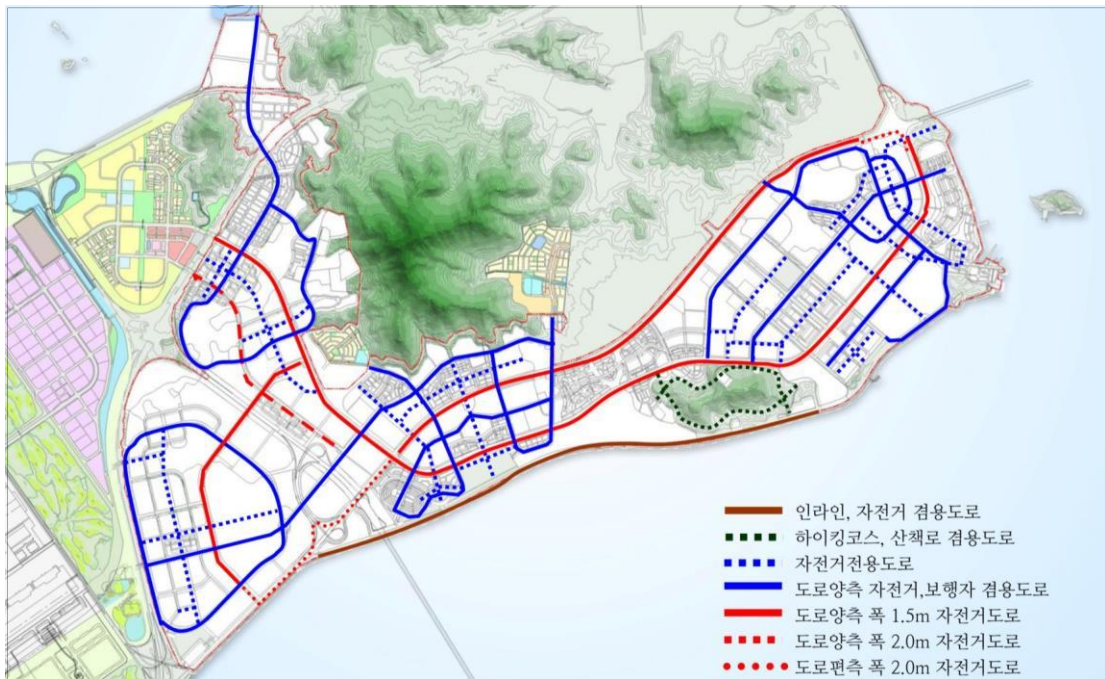 인라인, 자전거 겸용도로
하이킹코스, 산책로 겸용도로
자전거전용도로
도로양측 자전거,보행자 겸용도로
도로양측 폭 1.5m 자전거도로
도로양측 폭 2.0m 자전거도로
도로편측 폭 2.0m 자전거도로